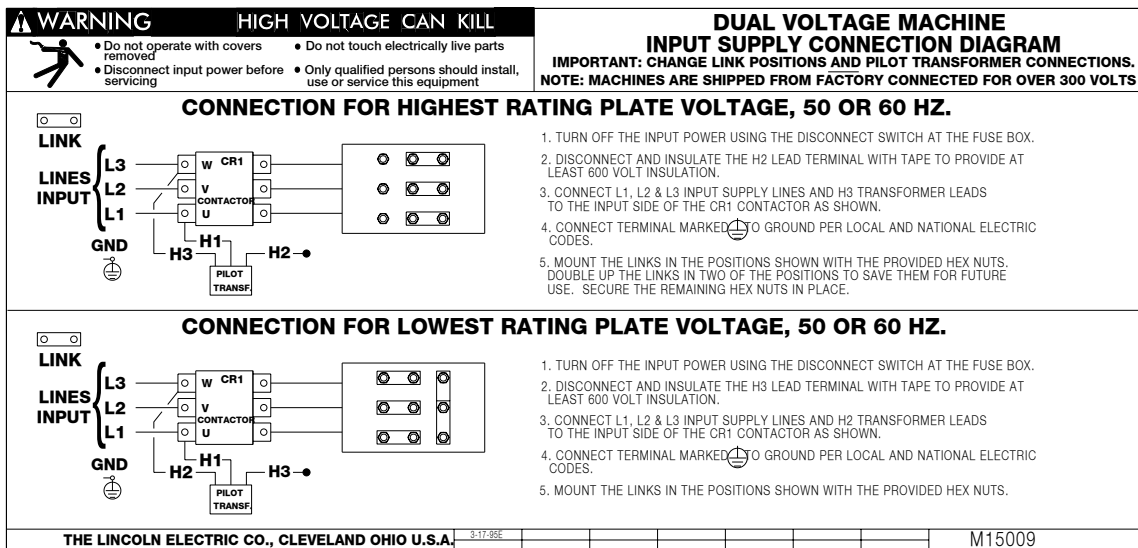 WARNING HIGH VOLTAGE CAN KILL
• Do not operate with covers
removed
• Disconnect input power before
servicing
• Do not touch electrically live parts
• Only qualified persons should install,
use or service this equipment
DUAL VOLTAGE MACHINE
INPUT SUPPLY CONNECTION DIAGRAM
IMPORTANT: CHANGE LINK POSITIONS AND PILOT TRANSFORMER CONNECTIONS.
NOTE: MACHINES ARE SHIPPED FROM FACTORY CONNECTED FOR OVER 300 VOLTS
CONNECTION FOR HIGHEST RATING PLATE VOLTAGE, 50 OR 60 HZ.
LINK
LINES
INPUT
L3
L2
L1
GND
W CR1
V
CONTACTOR
U
H1
H3
H2
PILOT
TRANSF.
1. TURN OFF THE INPUT POWER USING THE DISCONNECT SWITCH AT THE FUSE BOX.
2. DISCONNECT AND INSULATE THE H2 LEAD TERMINAL WITH TAPE TO PROVIDE AT
LEAST 600 VOLT INSULATION.
3. CONNECT L1, L2 & L3 INPUT SUPPLY LINES AND H3 TRANSFORMER LEADS
TO THE INPUT SIDE OF THE CR1 CONTACTOR AS SHOWN.
4. CONNECT TERMINAL MARKED TO GROUND PER LOCAL AND NATIONAL ELECTRIC
CODES.
5. MOUNT THE LINKS IN THE POSITIONS SHOWN WITH THE PROVIDED HEX NUTS.
DOUBLE UP THE LINKS IN TWO OF THE POSITIONS TO SAVE THEM FOR FUTURE
USE. SECURE THE REMAINING HEX NUTS IN PLACE.
CONNECTION FOR LOWEST RATING PLATE VOLTAGE, 50 OR 60 HZ.
LINK
LINES
INPUT
L3
L2
L1
GND
W CR1
V
CONTACTOR
U
H1
H2
H3
PILOT
TRANSF.
1. TURN OFF THE INPUT POWER USING THE DISCONNECT SWITCH AT THE FUSE BOX.
2. DISCONNECT AND INSULATE THE H3 LEAD TERMINAL WITH TAPE TO PROVIDE AT
LEAST 600 VOLT INSULATION.
3. CONNECT L1, L2 & L3 INPUT SUPPLY LINES AND H2 TRANSFORMER LEADS
TO THE INPUT SIDE OF THE CR1 CONTACTOR AS SHOWN.
4. CONNECT TERMINAL MARKED TO GROUND PER LOCAL AND NATIONAL ELECTRIC
CODES.
5. MOUNT THE LINKS IN THE POSITIONS SHOWN WITH THE PROVIDED HEX NUTS.
THE LINCOLN ELECTRIC CO., CLEVELAND OHIO U.S.A.
3-17-95E
M15009